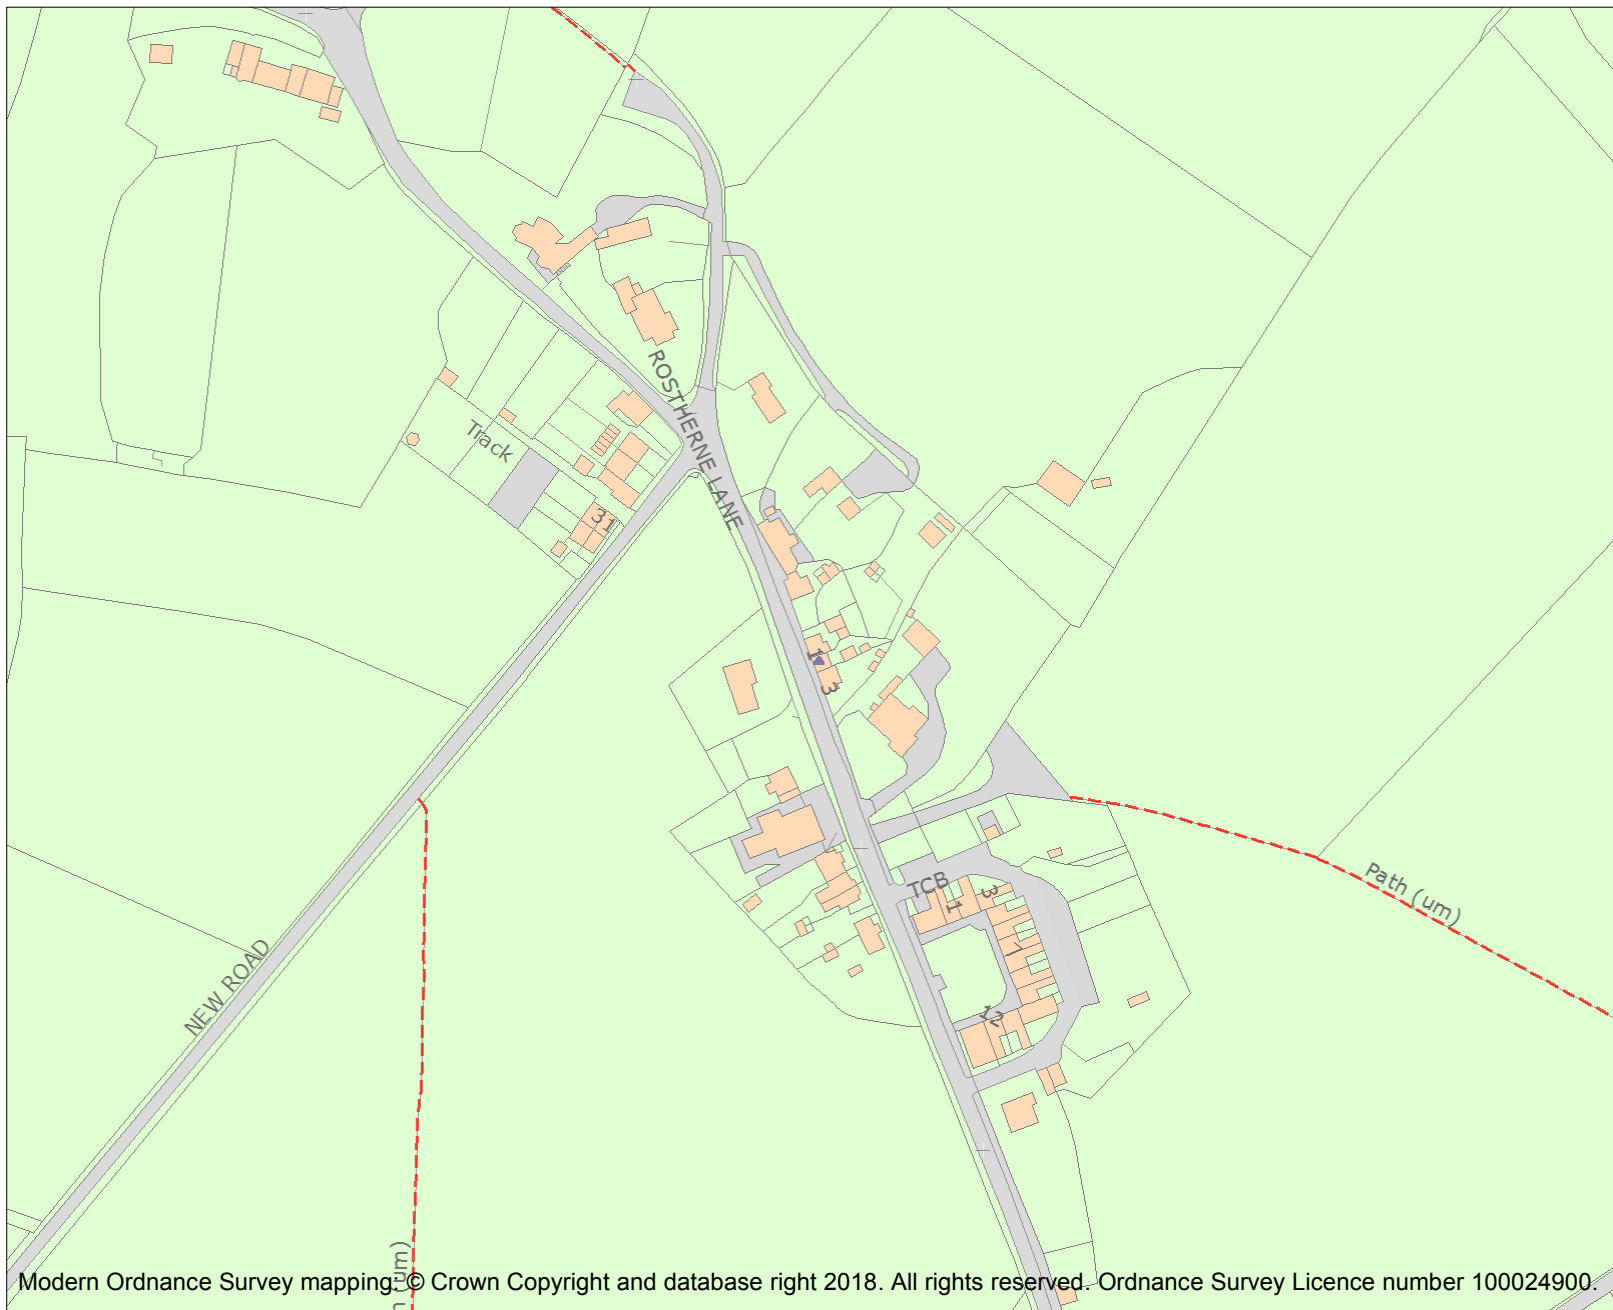 ROSTHERNE LANE
Track
31
1
3
TCB
3
1
7
12
Path (um)
NEW ROAD
(um)
Modern Ordnance Survey mapping: © Crown Copyright and database right 2018. All rights reserved. Ordnance Survey Licence number 100024900.